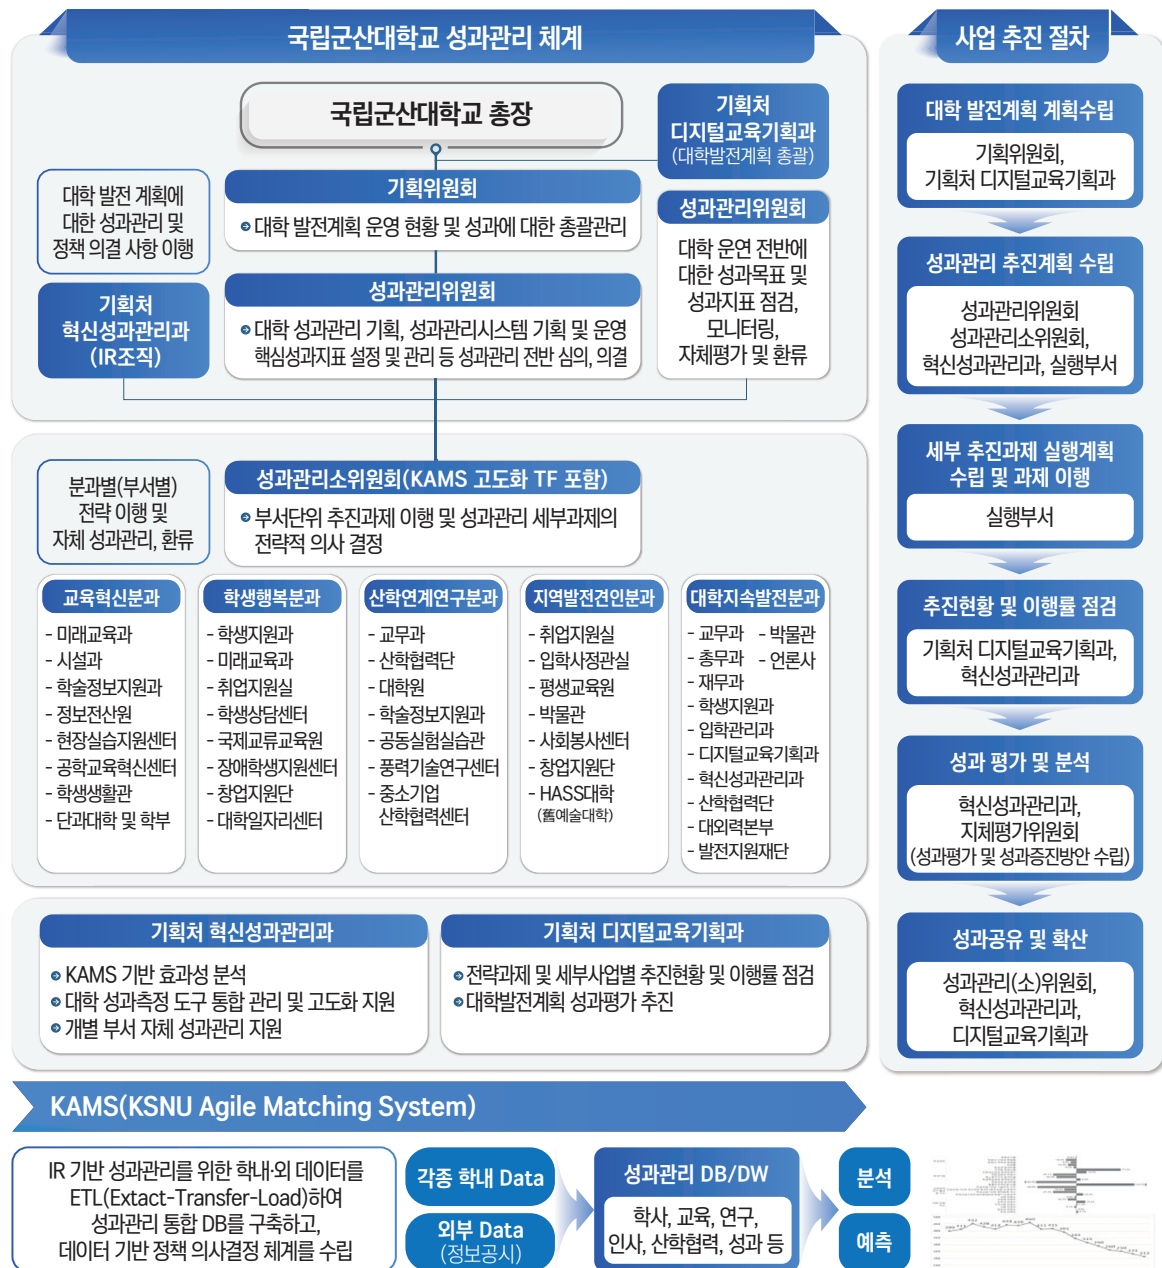 국립군산대학교 성과관리 체계
국립군산대학교 총장
기획처
디지털교육기획과
(대학발전계획 총괄)
대학 발전 계획에
대한 성과관리 및
정책 의결 사항 이행
기획위원회
대학 발전계획 운영 현황 및 성과에 대한 총괄관리
성과관리위원회
대학 운연 전반에
대한 성과목표 및
성과지표 점검,
모니터링,
자체평가 및 환류
기획처
혁신성과관리과
(IR조직)
성과관리위원회
대학 성과관리 기획, 성과관리시스템 기획 및 운영
핵심성과지표 설정 및 관리 등 성과관리 전반 심의, 의결
분과별(부서별)
전략 이행 및
자체 성과관리, 환류
성과관리소위원회(KAMS 고도화 TF 포함)
부서단위 추진과제 이행 및 성과관리 세부과제의
전략적 의사 결정
교육혁신분과
- 미래교육과
- 시설과
- 학술정보지원과
- 정보전산원
- 현장실습지원센터
- 공학교육혁신센터
- 학생생활관
- 단과대학 및 학부
학생행복분과
- 학생지원과
- 미래교육과
- 취업지원실
- 학생상담센터
- 국제교류교육원
- 장애학생지원센터
- 창업지원단
- 대학일자리센터
산학연계연구분과
- 교무과
- 산학협력단
- 대학원
- 학술정보지원과
- 공동실험실습관
- 풍력기술연구센터
- 중소기업
산학협력센터
지역발전견인분과
- 취업지원실
- 입학사정관실
- 평생교육원
- 박물관
- 사회봉사센터
- 창업지원단
- HASS대학
(舊예술대학)
대학지속발전분과
- 교무과 - 박물관
- 총무과 - 언론사
- 재무과
- 학생지원과
- 입학관리과
- 디지털교육기획과
- 혁신성과관리과
- 산학협력단
- 대외력본부
- 발전지원재단
기획처 혁신성과관리과
KAMS 기반 효과성 분석
대학 성과측정 도구 통합 관리 및 고도화 지원
개별 부서 자체 성과관리 지원
기획처 디지털교육기획과
전략과제 및 세부사업별 추진현황 및 이행률 점검
대학발전계획 성과평가 추진
사업 추진 절차
대학 발전계획 계획수립
기획위원회,
기획처 디지털교육기획과
성과관리 추진계획 수립
성과관리위원회
성과관리소위원회,
혁신성과관리과, 실행부서
세부 추진과제 실행계획
수립 및 과제 이행
실행부서
추진현황 및 이행률 점검
기획처 디지털교육기획과,
혁신성과관리과
성과 평가 및 분석
혁신성과관리과,
지체평가위원회
(성과평가 및 성과증진방안 수립)
성과공유 및 확산
성과관리(소)위원회,
혁신성과관리과,
디지털교육기획과
KAMS(KSNU Agile Matching System)
IR 기반 성과관리를 위한 학내·외 데이터를
ETL(Extact-Transfer-Load)하여
성과관리 통합 DB를 구축하고,
데이터 기반 정책 의사결정 체계를 수립
각종 학내 Data
외부 Data
(정보공시)
성과관리 DB/DW
학사, 교육, 연구,
인사, 산학협력, 성과 등
분석
예측